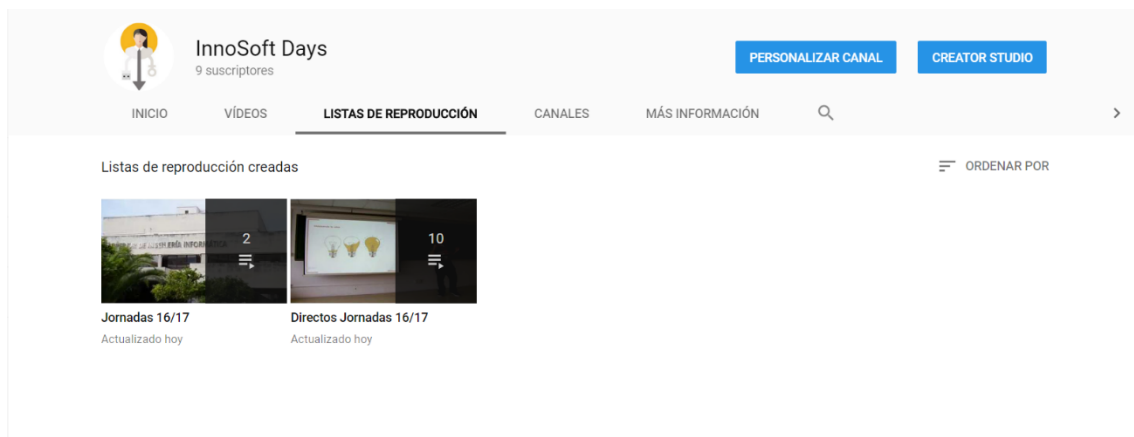 InnoSoft Days
9 suscriptores
PERSONALIZAR CANAL
CREATOR STUDIO
INICIO
VÍDEOS
LISTAS DE REPRODUCCIÓN
CANALES
MÁS INFORMACIÓN
Listas de reproducción creadas
ORDENAR POR
2
10
Jornadas 16/17
Directos Jornadas 16/17
Actualizado hoy
Actualizado hoy